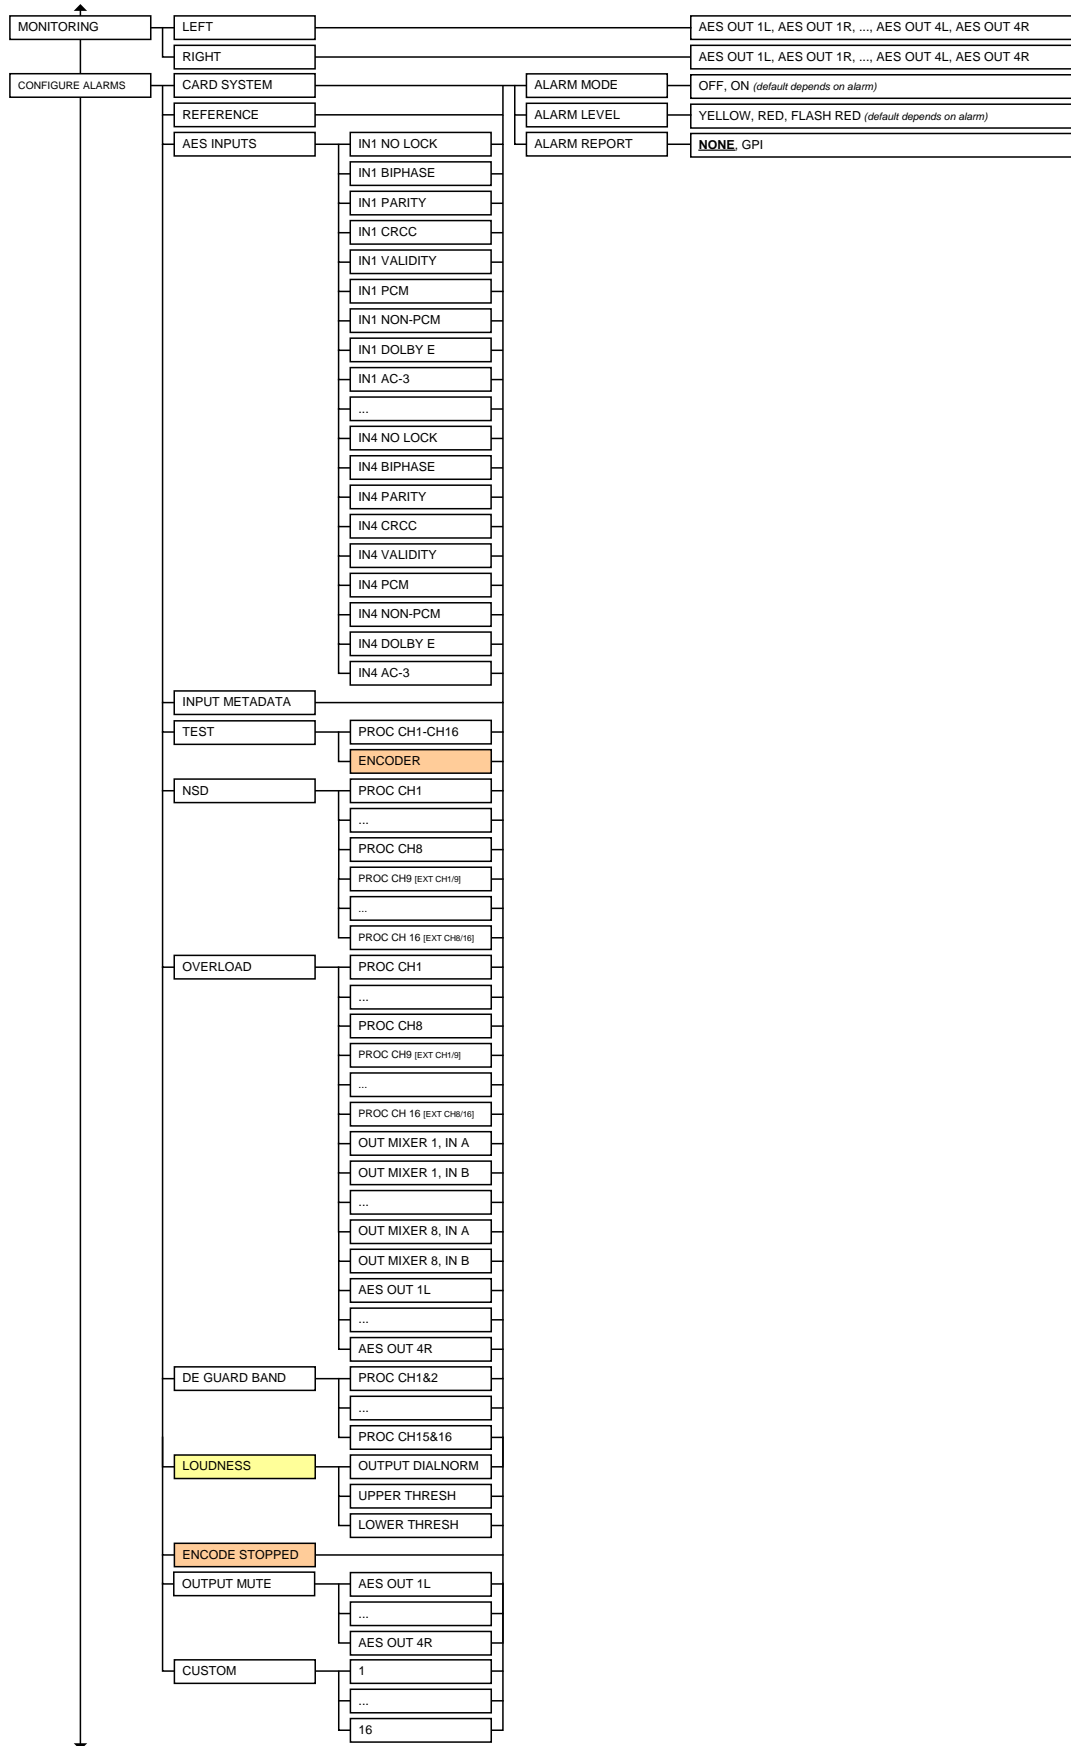 MONITORING
LEFT
AES OUT 1L, AES OUT 1R, ..., AES OUT 4L, AES OUT 4R
RIGHT
AES OUT 1L, AES OUT 1R, ..., AES OUT 4L, AES OUT 4R
CONFIGURE ALARMS
CARD SYSTEM
ALARM MODE
OFF, ON (default depends on alarm)
REFERENCE
ALARM LEVEL
YELLOW, RED, FLASH RED (default depends on alarm)
AES INPUTS
IN1 NO LOCK
ALARM REPORT
NONE, GPI
IN1 BIPHASE
IN1 PARITY
IN1 CRCC
IN1 VALIDITY
IN1 PCM
IN1 NON-PCM
IN1 DOLBY E
IN1 AC-3
...
IN4 NO LOCK
IN4 BIPHASE
IN4 PARITY
IN4 CRCC
IN4 VALIDITY
IN4 PCM
IN4 NON-PCM
IN4 DOLBY E
IN4 AC-3
INPUT METADATA
TEST
PROC CH1-CH16
ENCODER
NSD
PROC CH1
...
PROC CH8
PROC CH9 [EXT CH1/9]
...
PROC CH 16 [EXT CH8/16]
OVERLOAD
PROC CH1
...
PROC CH8
PROC CH9 [EXT CH1/9]
...
PROC CH 16 [EXT CH8/16]
OUT MIXER 1, IN A
OUT MIXER 1, IN B
...
OUT MIXER 8, IN A
OUT MIXER 8, IN B
AES OUT 1L
...
AES OUT 4R
DE GUARD BAND
PROC CH1&2
...
PROC CH15&16
LOUDNESS
OUTPUT DIALNORM
UPPER THRESH
LOWER THRESH
ENCODE STOPPED
OUTPUT MUTE
AES OUT 1L
...
AES OUT 4R
CUSTOM
1
...
16